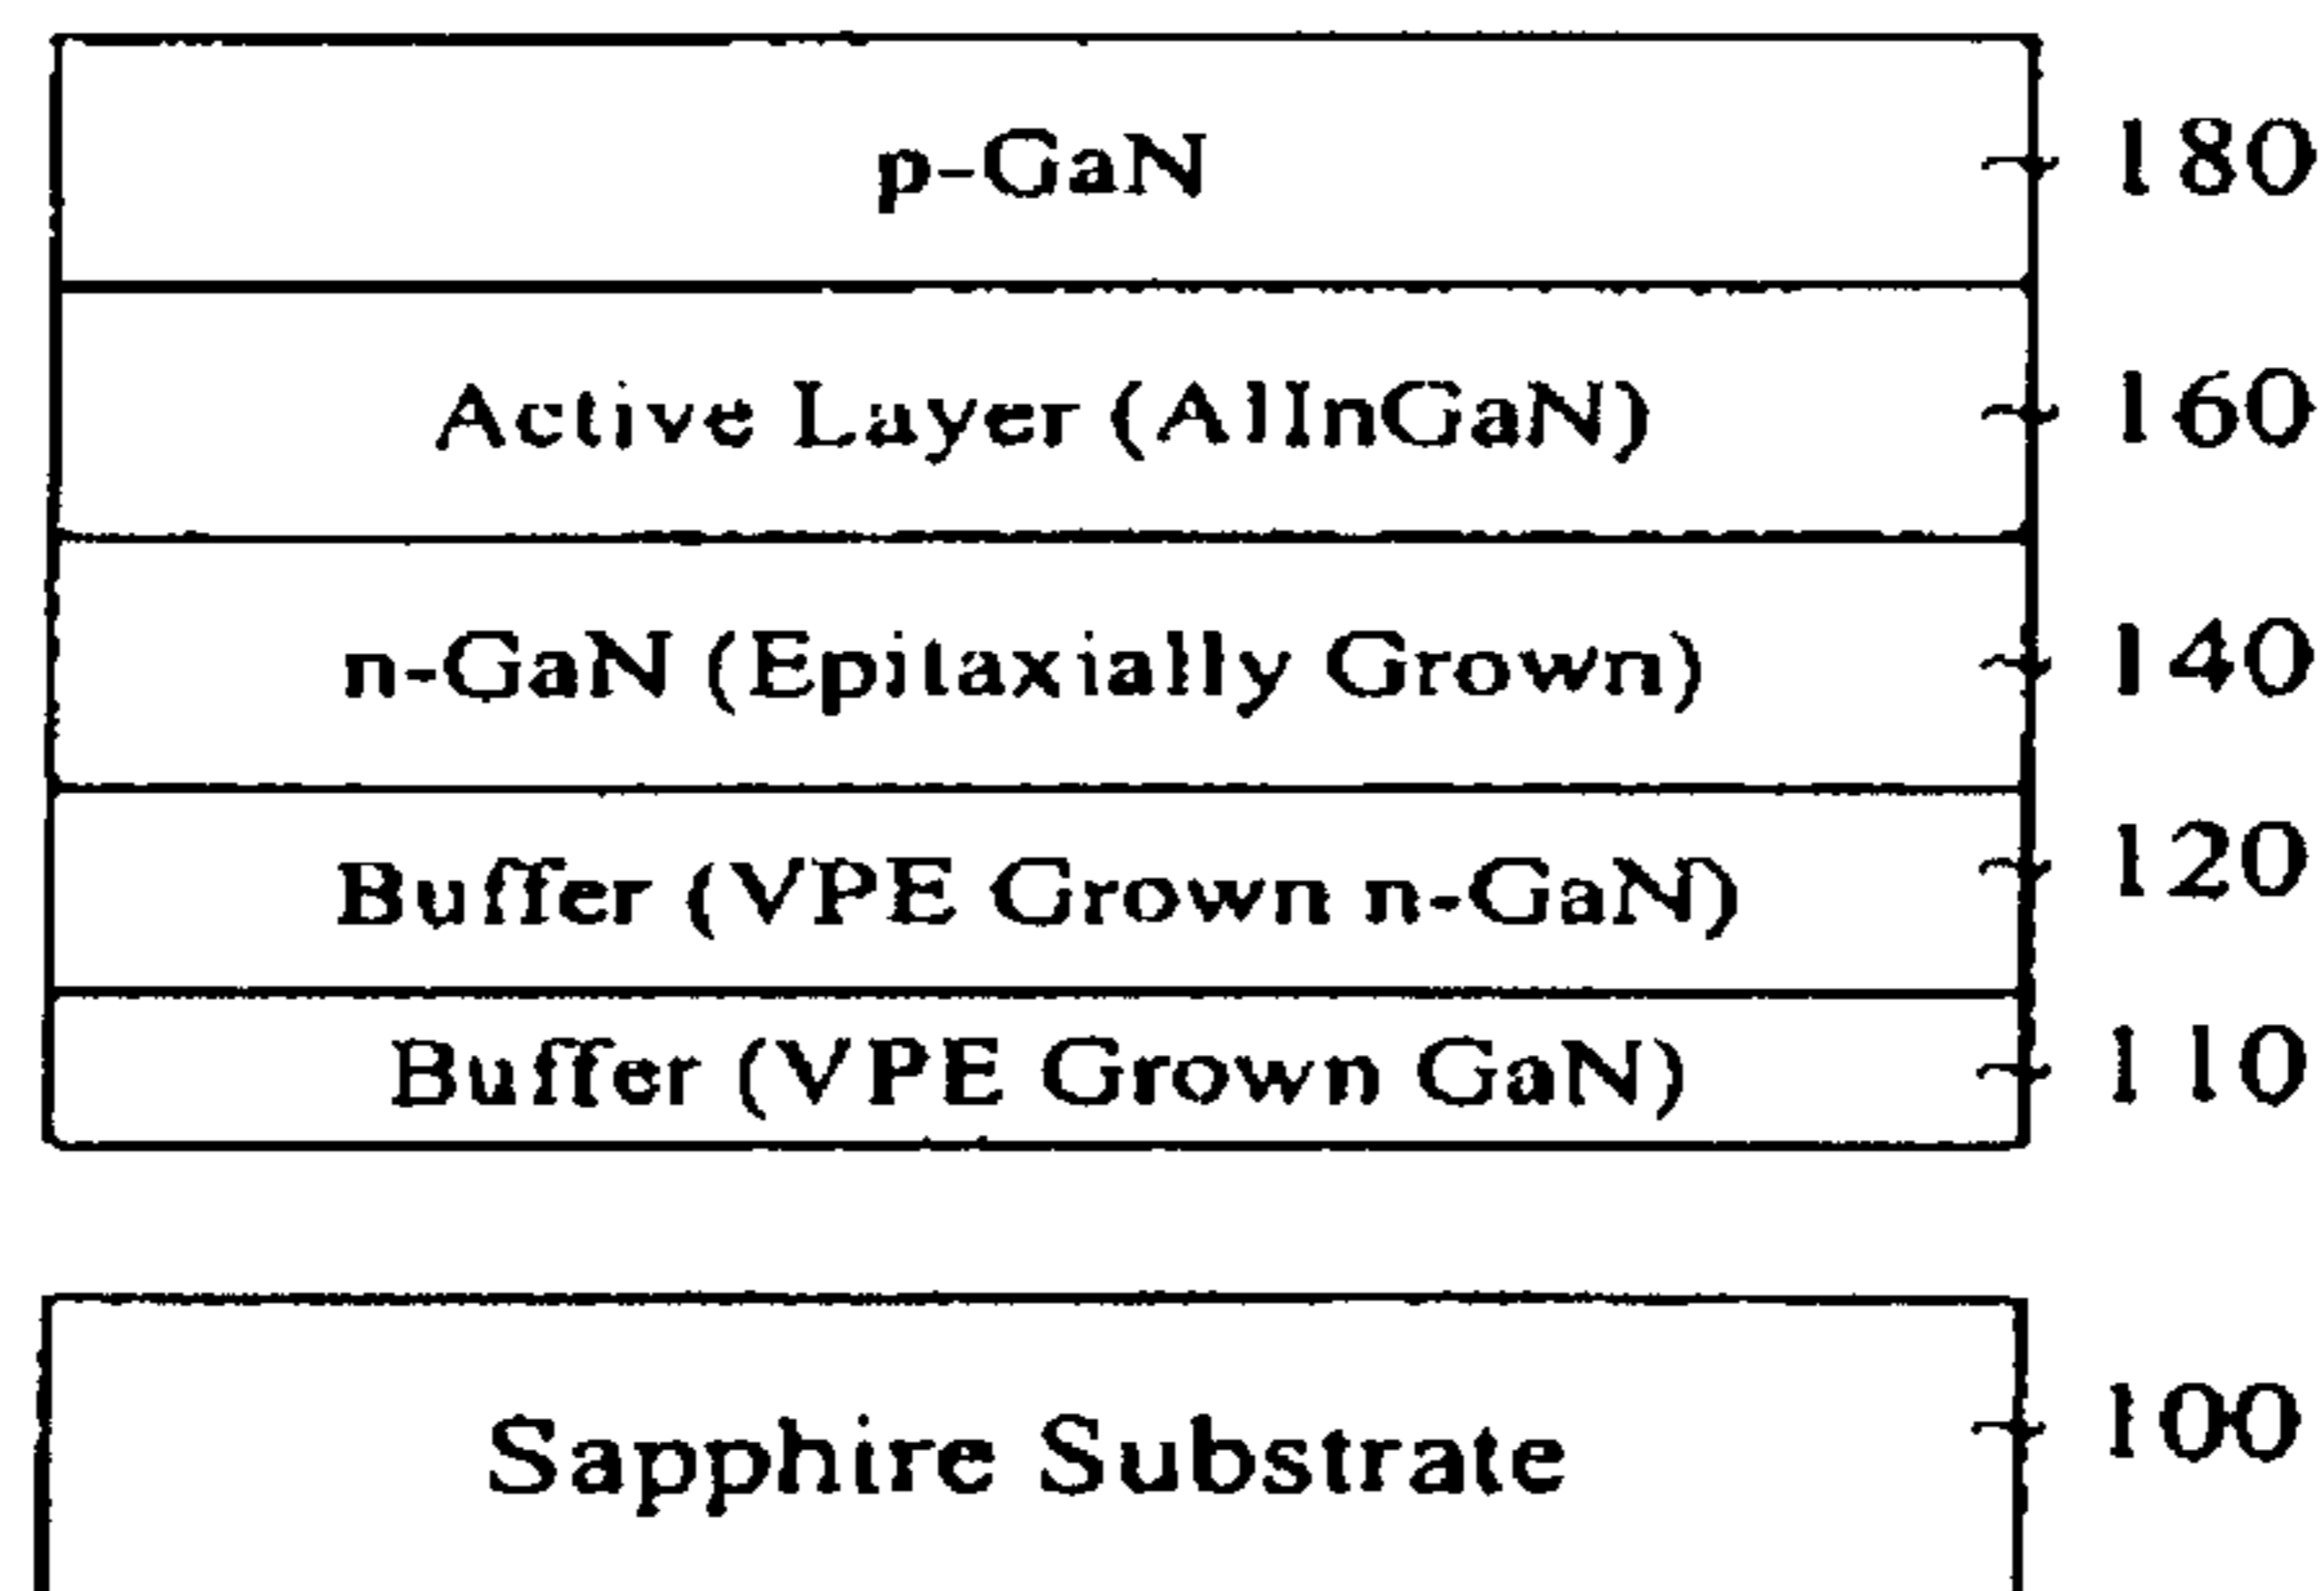 p-GaN 180
Active Layer (AlInGaN) 160
n-GaN (Epitaxially Grown) 140
Buffer (VPE Grown n-GaN) 120
Buffer (VPE Grown GaN) 110
Sapphire Substrate 100